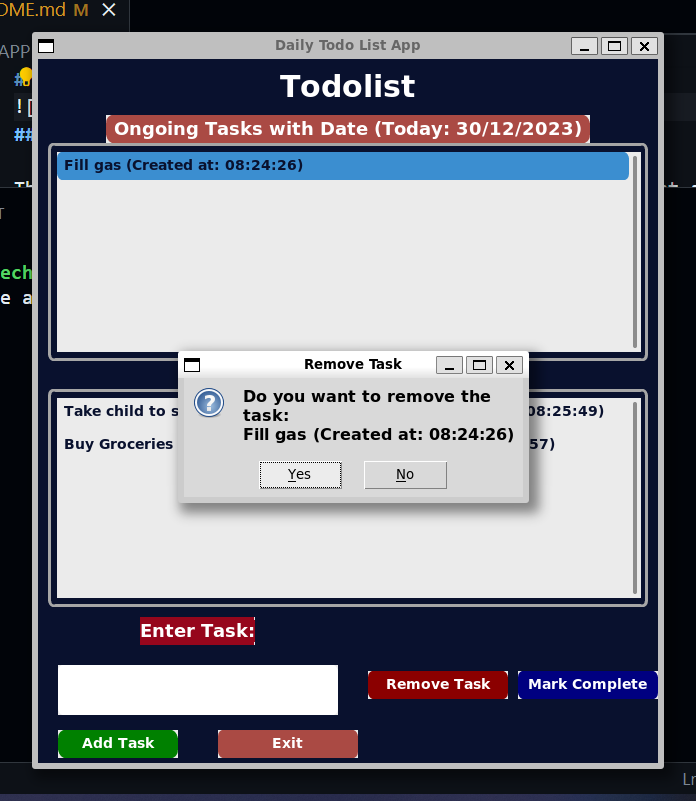 DME.md M
Daily Todo List App
APP
Todolist
Ongoing Tasks with Date (Today: 30/12/2023)
Fill gas (Created at: 08:24:26)
Remove Task
Do you want to remove the
task:
Fill gas (Created at: 08:24:26)
Yes No
Take child to s
08:25:49)
Buy Groceries
57)
Enter Task:
Remove Task Mark Complete
Add Task Exit